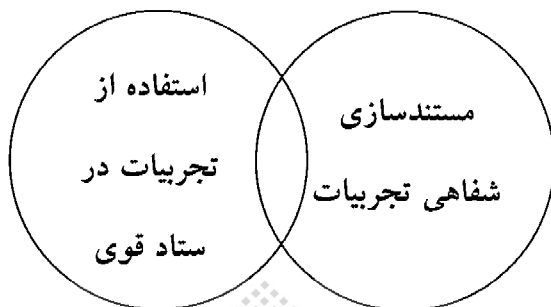 مستندسازی
شفاهی تجربیات
استفاده از
تجربیات در
ستاد قوی